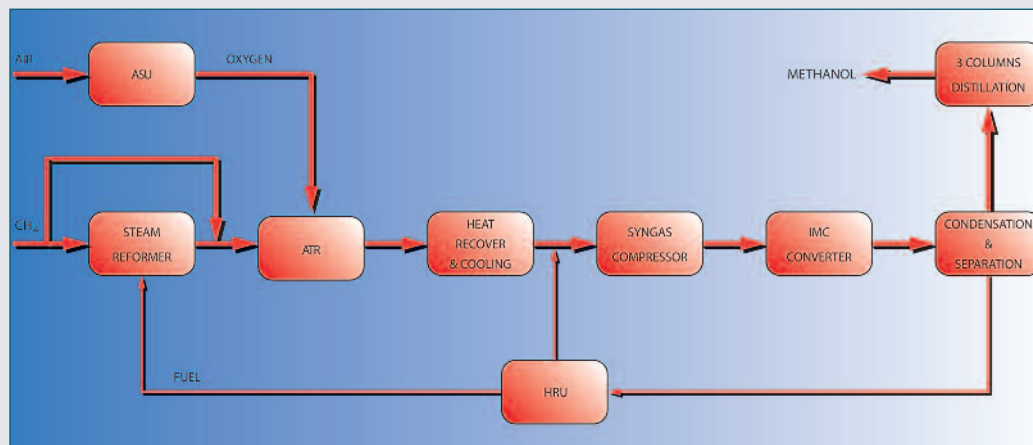 AIR
ASU
OXYGEN
METHANOL
3 COLUMNS
DISTILLATION
CH4
STEAM
REFORMER
ATR
HEAT
RECOVER
& COOLING
SYNGAS
COMPRESSOR
IMC
CONVERTER
CONDENSATION
&
SEPARATION
FUEL
HRU